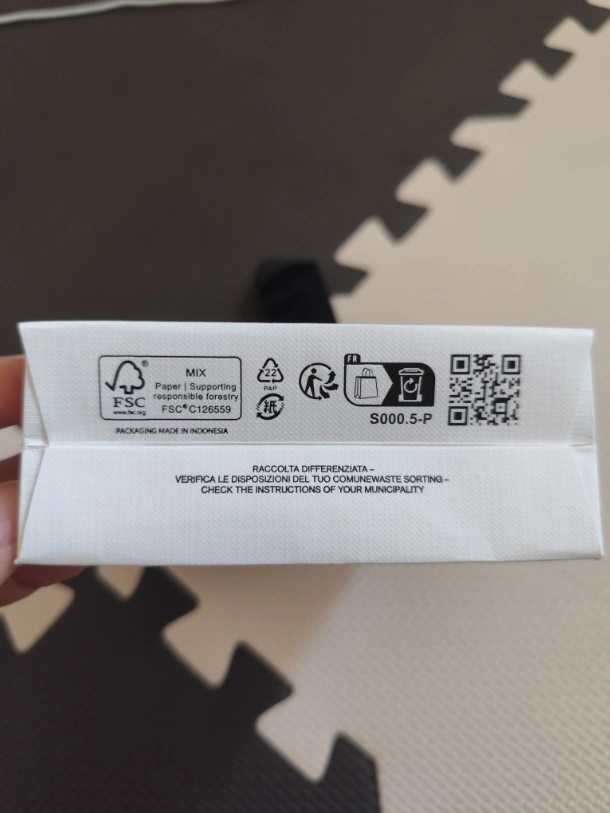 FSC®
www.fsc.org
MIX
Paper | Supporting
responsible forestry
FSC® C126559
PACKAGING MADE IN INDONESIA
22
PAP
紙
FR
S000.5-P
RACCOLTA DIFFERENZIATA –
VERIFICA LE DISPOSIZIONI DEL TUO COMUNEWASTE SORTING –
CHECK THE INSTRUCTIONS OF YOUR MUNICIPALITY